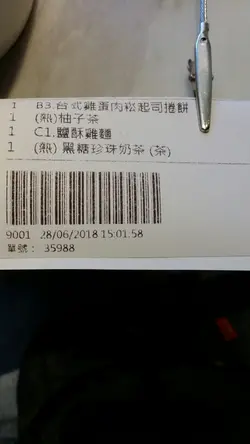 1 B3.台式雞蛋肉松起司捲餅
1 (熱)柚子茶
1 C1.鹽酥雞麵
1 (熱) 黑糖珍珠奶茶 (茶)
9001 28/06/2018 15:01:58
單號： 35988